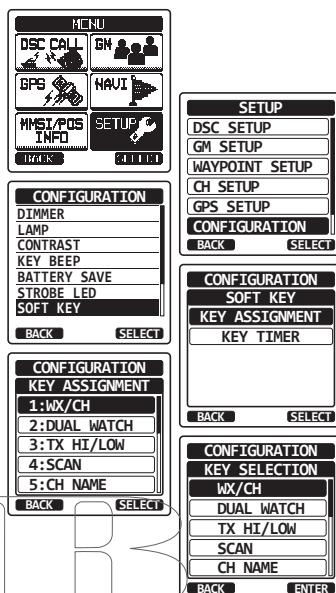 MENU
DSC CALL GM
GPS NAVI
MMSI/POS SETUP
INFO
BACK SELECT
SETUP
DSC SETUP
GM SETUP
WAYPOINT SETUP
CH SETUP
GPS SETUP
CONFIGURATION
BACK SELECT
CONFIGURATION
DIMMER
LAMP
CONTRAST
KEY BEEP
BATTERY SAVE
STROBE LED
SOFT KEY
BACK SELECT
CONFIGURATION
SOFT KEY
KEY ASSIGNMENT
KEY TIMER
BACK SELECT
CONFIGURATION
KEY ASSIGNMENT
1:WX/CH
2:DUAL WATCH
3:TX HI/LOW
4:SCAN
5:CH NAME
BACK SELECT
CONFIGURATION
KEY SELECTION
WX/CH
DUAL WATCH
TX HI/LOW
SCAN
CH NAME
BACK ENTER